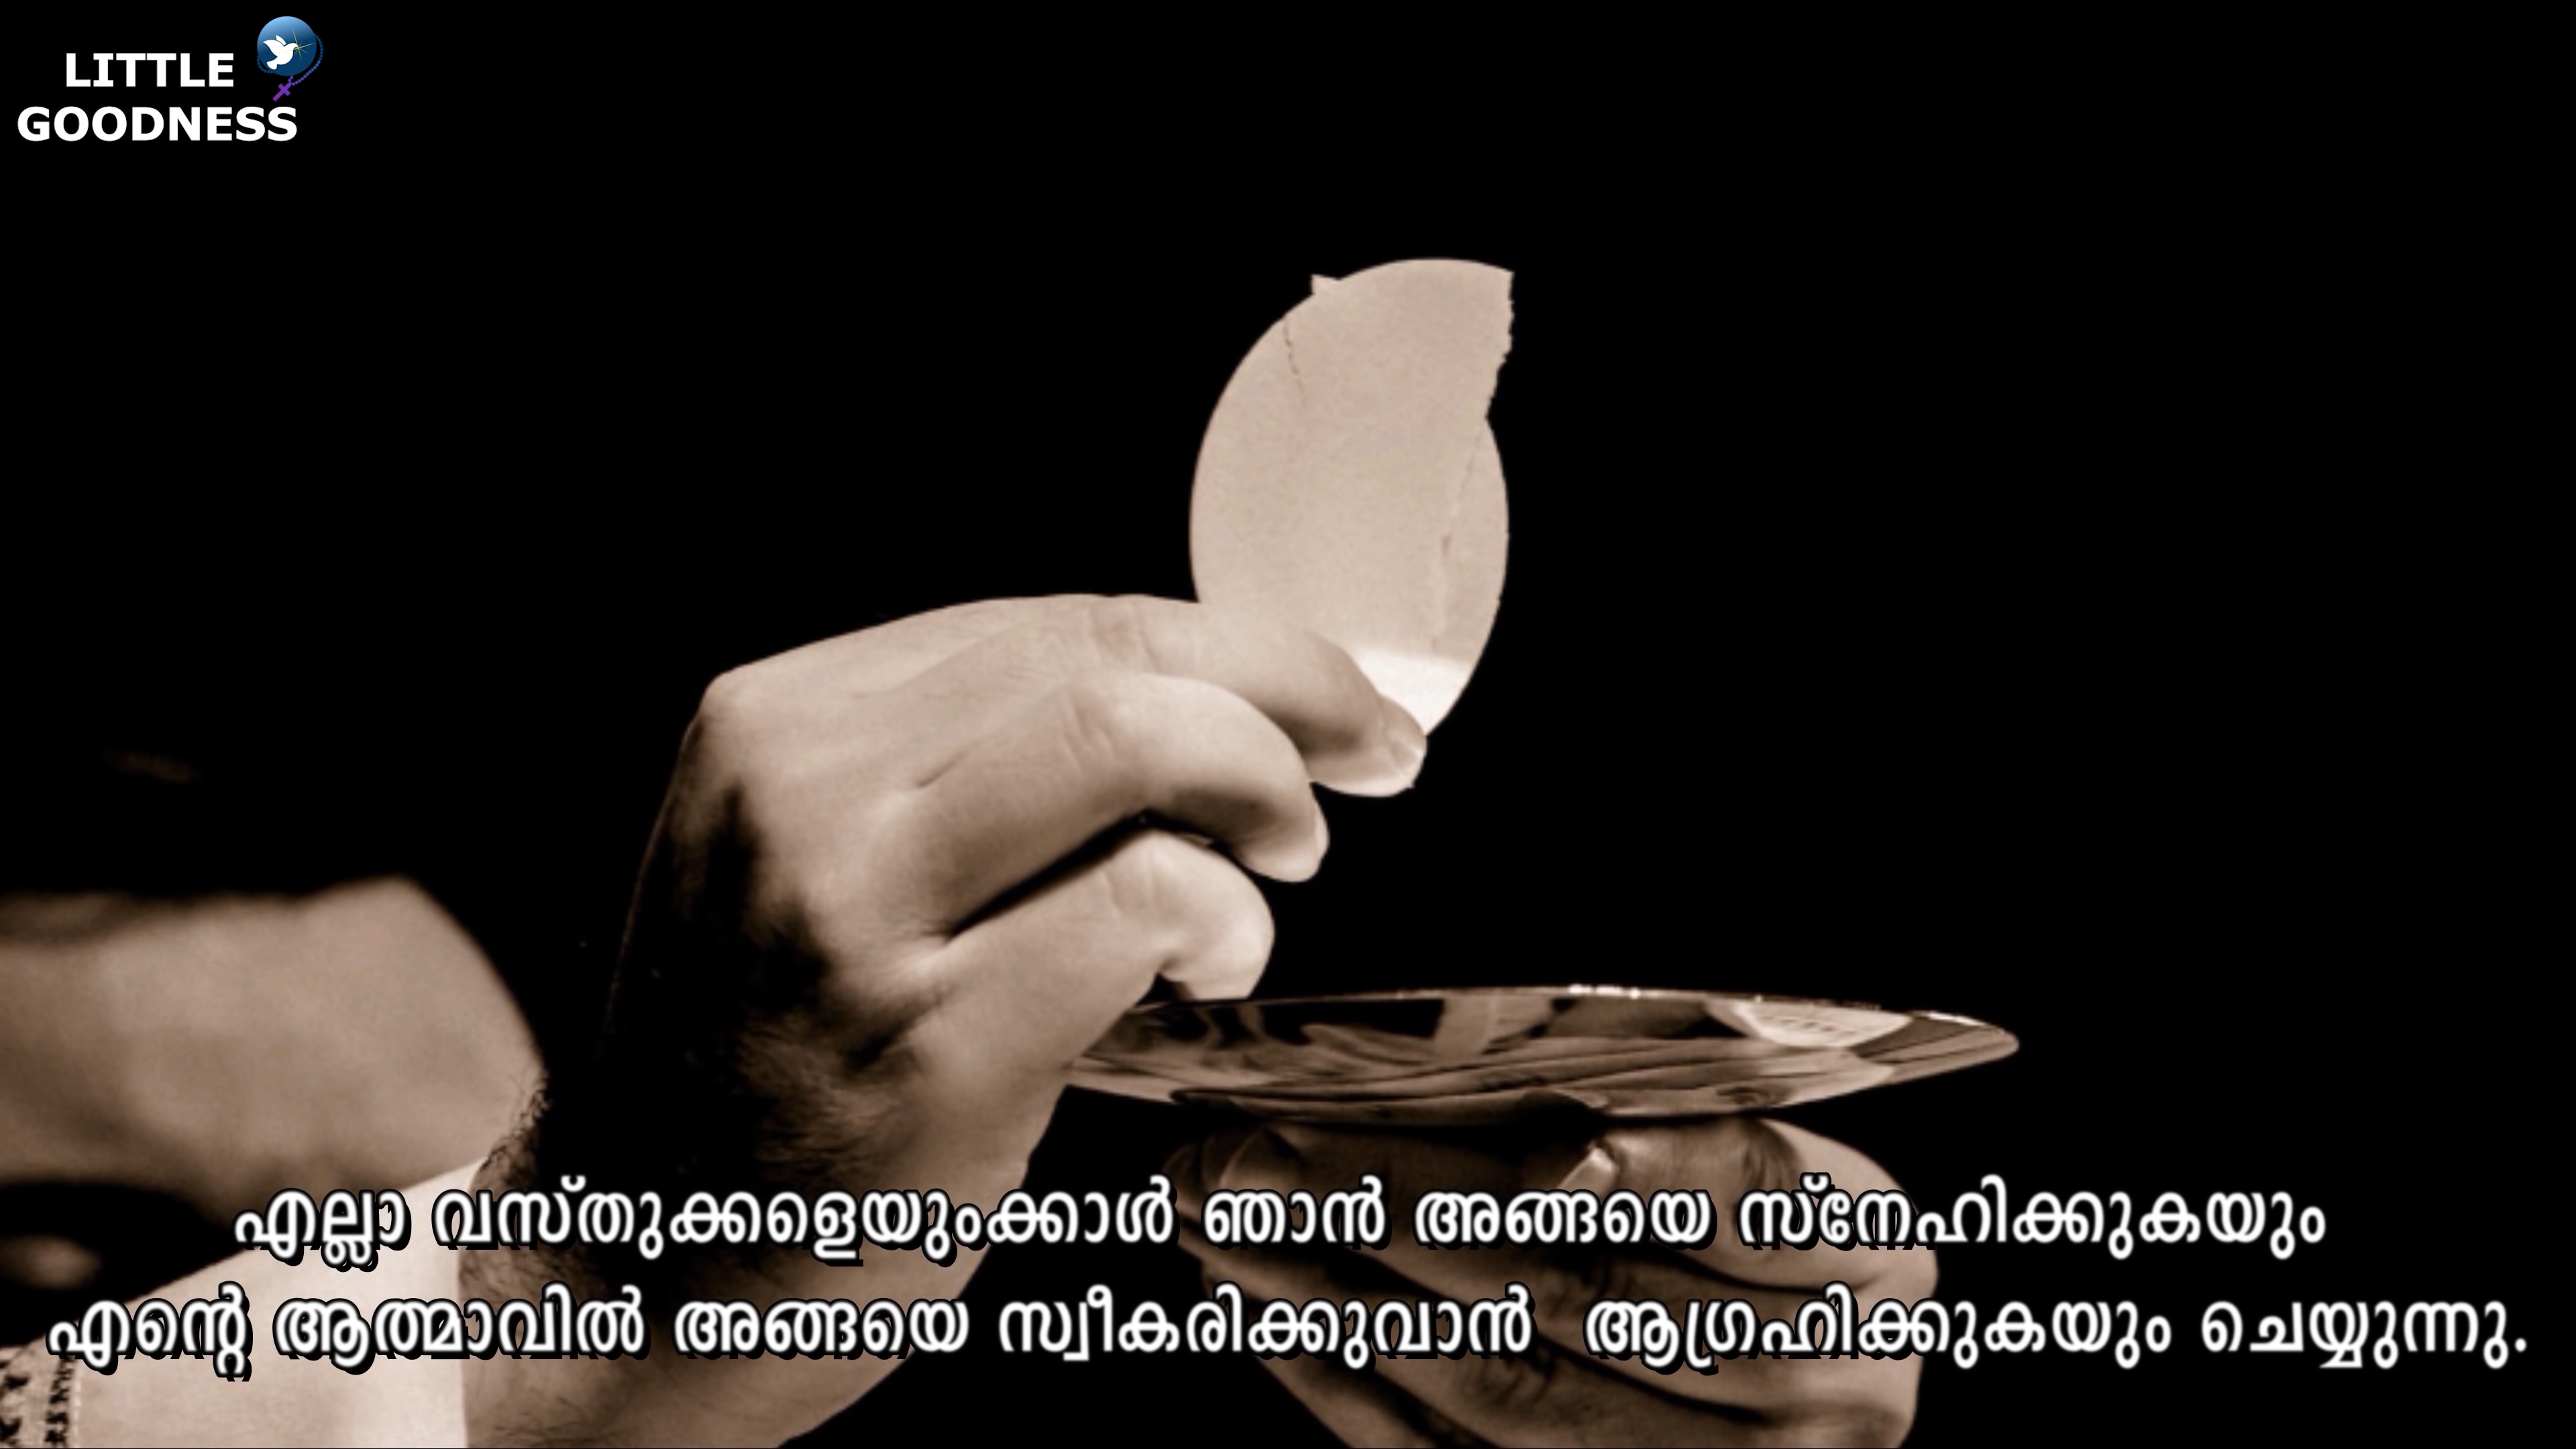 LITTLE
GOODNESS
എല്ലാ വസ്തുക്കളെയുംക്കാൾ ഞാൻ അങ്ങയെ സ്നേഹിക്കുകയും
എന്റെ ആത്മാവിൽ അങ്ങയെ സ്വീകരിക്കുവാൻ ആഗ്രഹിക്കുകയും ചെയ്യുന്നു.